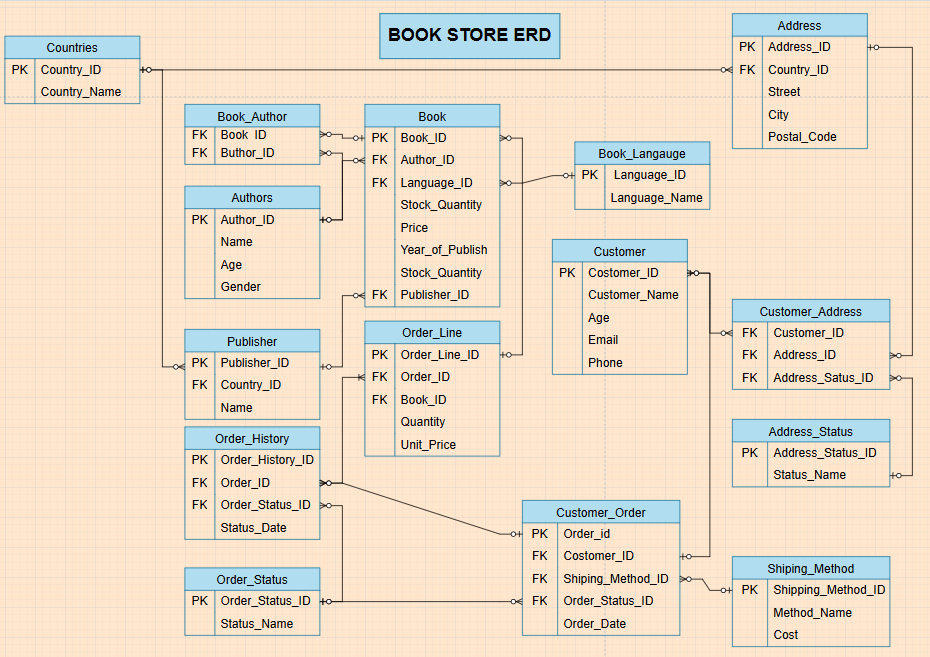 BOOK STORE ERD
Countries
PK Country_ID
Country_Name
Address
PK Address_ID
FK Country_ID
Street
City
Postal_Code
Book_Author
FK Book_ID
FK Buthor_ID
Book
PK Book_ID
FK Author_ID
FK Language_ID
Stock_Quantity
Price
Year_of_Publish
Stock_Quantity
FK Publisher_ID
Book_Langauge
PK Language_ID
Language_Name
Authors
PK Author_ID
Name
Age
Gender
Customer
PK Costomer_ID
Customer_Name
Age
Email
Phone
Customer_Address
FK Customer_ID
FK Address_ID
FK Address_Satus_ID
Publisher
PK Publisher_ID
FK Country_ID
Name
Order_Line
PK Order_Line_ID
FK Order_ID
FK Book_ID
Quantity
Unit_Price
Address_Status
PK Address_Status_ID
Status_Name
Order_History
PK Order_History_ID
FK Order_ID
FK Order_Status_ID
Status_Date
Customer_Order
PK Order_id
FK Costomer_ID
FK Shiping_Method_ID
FK Order_Status_ID
Order_Date
Order_Status
PK Order_Status_ID
Status_Name
Shiping_Method
PK Shipping_Method_ID
Method_Name
Cost